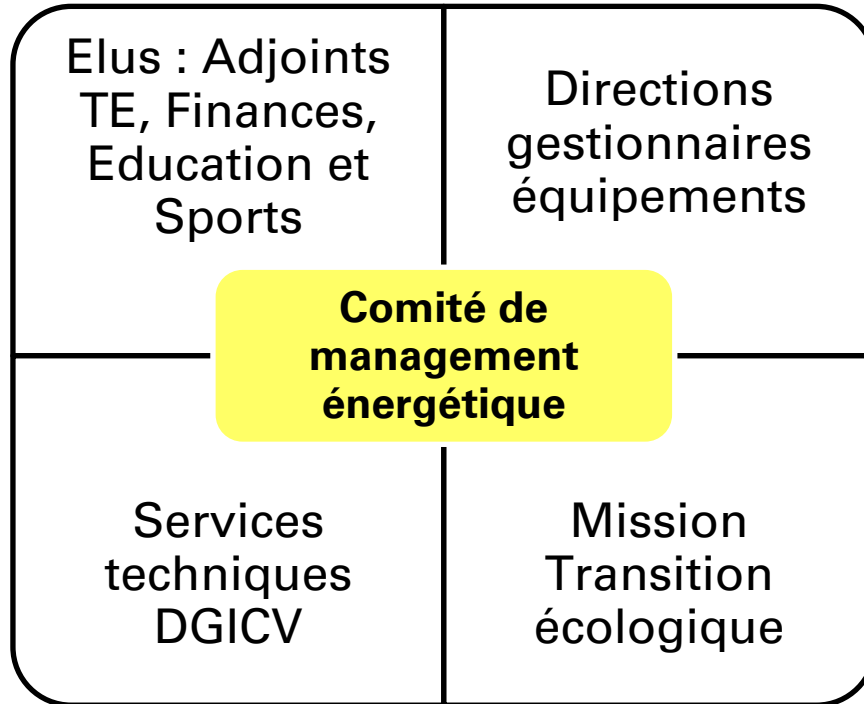 Elus : Adjoints
TE, Finances,
Education et
Sports
Directions
gestionnaires
équipements
Comité de
management
énergétique
Services
techniques
DGICV
Mission
Transition
écologique